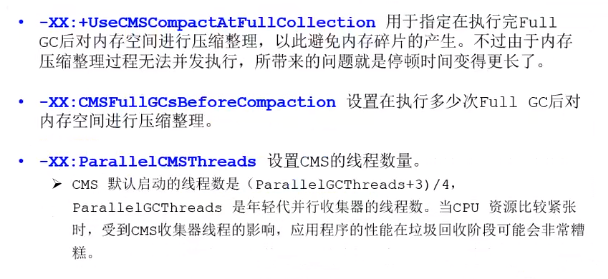 • -XX:+UseCMSCompactAtFullCollection 用于指定在执行完Full
GC后对内存空间进行压缩整理，以此避免内存碎片的产生。不过由于内存
压缩整理过程无法并发执行，所带来的问题就是停顿时间变得更长了。
• -XX:CMSFullGCsBeforeCompaction 设置在执行多少次Full GC后对
内存空间进行压缩整理。
• -XX:ParallelCMSThreads 设置CMS的线程数量。
➢ CMS 默认启动的线程数是（ParallelGCThreads+3)/4，
ParallelGCThreads 是年轻代并行收集器的线程数。当CPU 资源比较紧张
时，受到CMS收集器线程的影响，应用程序的性能在垃圾回收阶段可能会非常糟
糕。